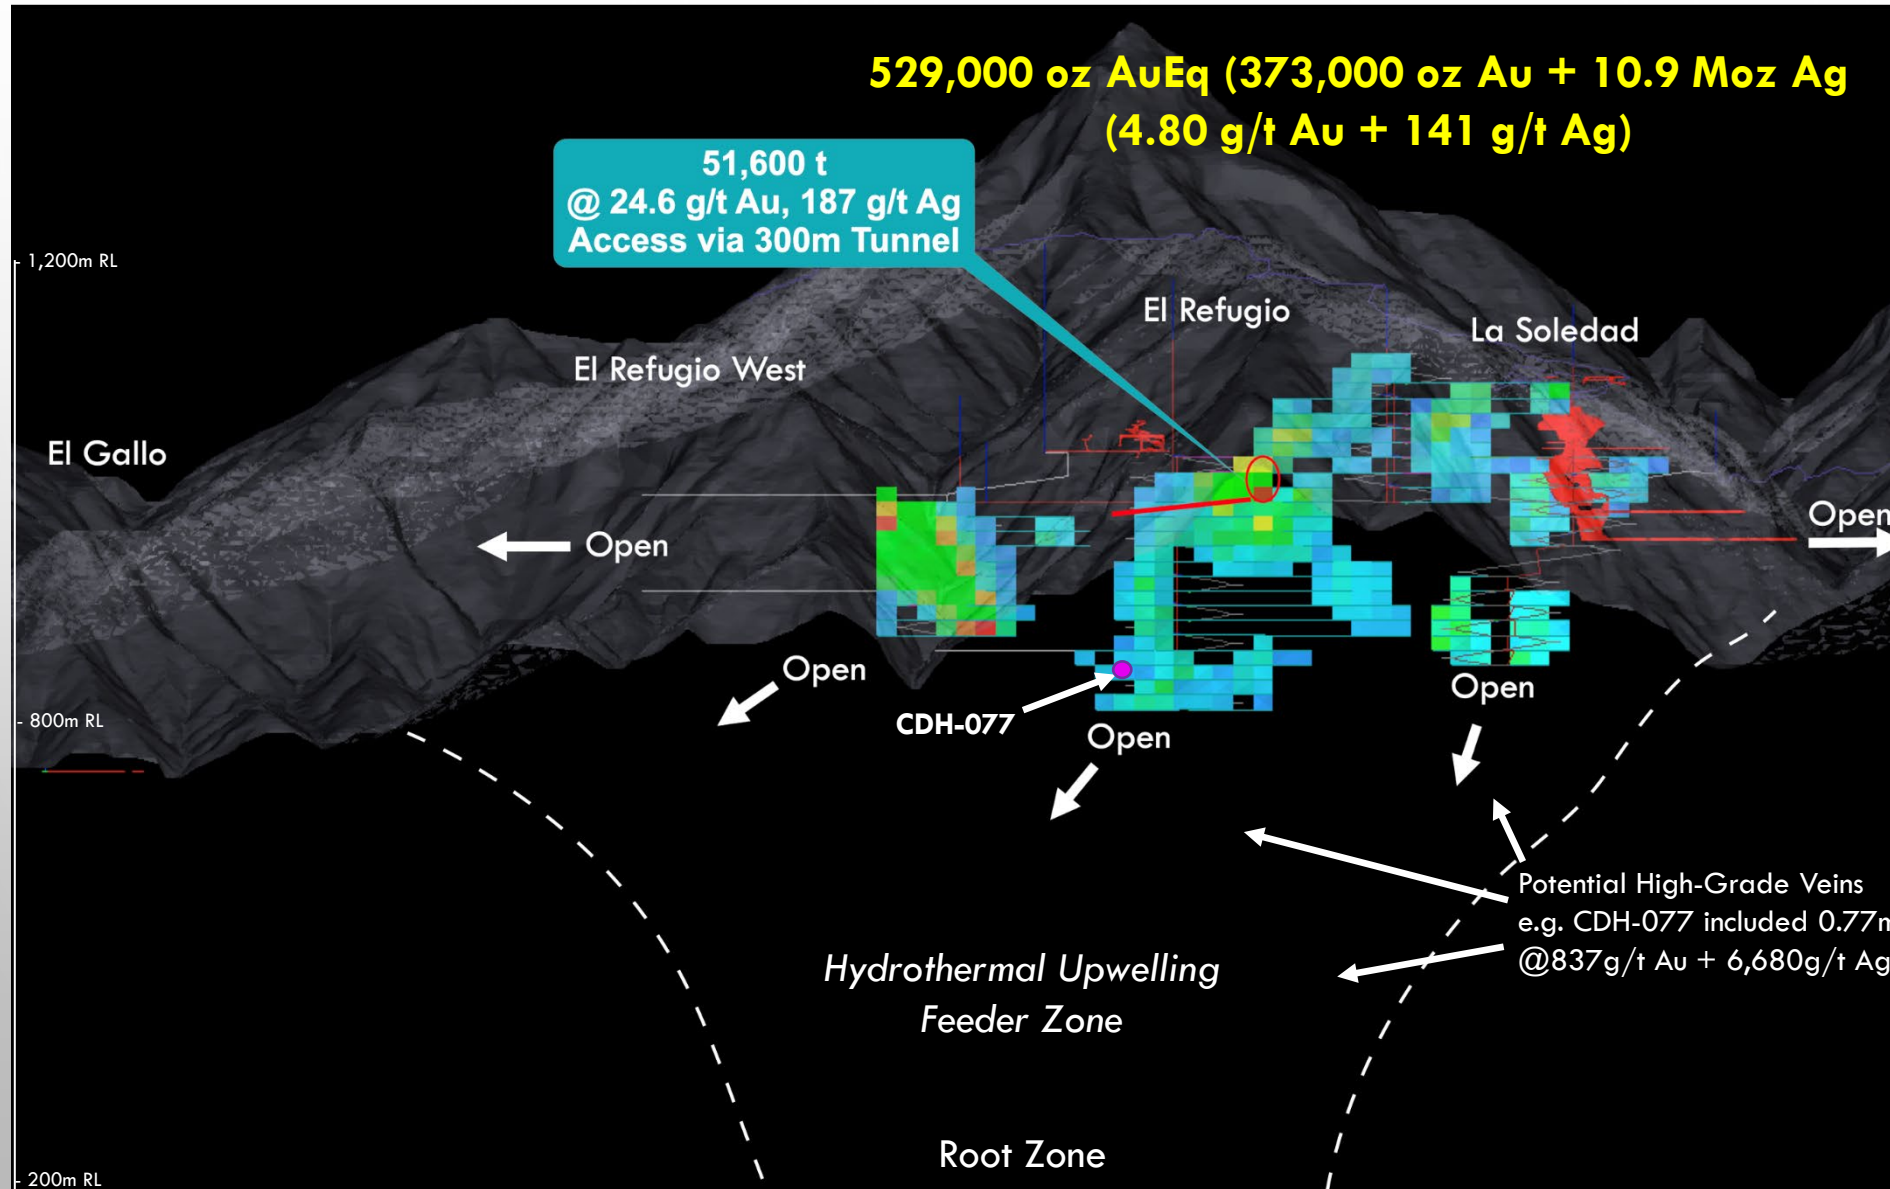 529,000 oz AuEq (373,000 oz Au + 10.9 Moz Ag
(4.80 g/t Au + 141 g/t Ag)
51,600 t
@ 24.6 g/t Au, 187 g/t Ag
Access via 300m Tunnel
1,200m RL
El Refugio
La Soledad
El Refugio West
El Gallo
Open
Open
Open
Open
800m RL
CDH-077
Open
Potential High-Grade Veins
e.g. CDH-077 included 0.77m
@837g/t Au + 6,680g/t Ag
Hydrothermal Upwelling
Feeder Zone
Root Zone
200m RL